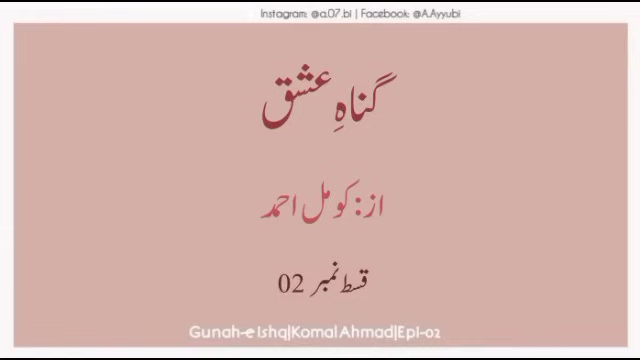 Instagram: @a.07.bi | Facebook: @A.Ayyubi
گناہِ عشق
از: کومل احمد
قسط نمبر 02
Gunah-e Ishq|Komal Ahmad|Epi-02